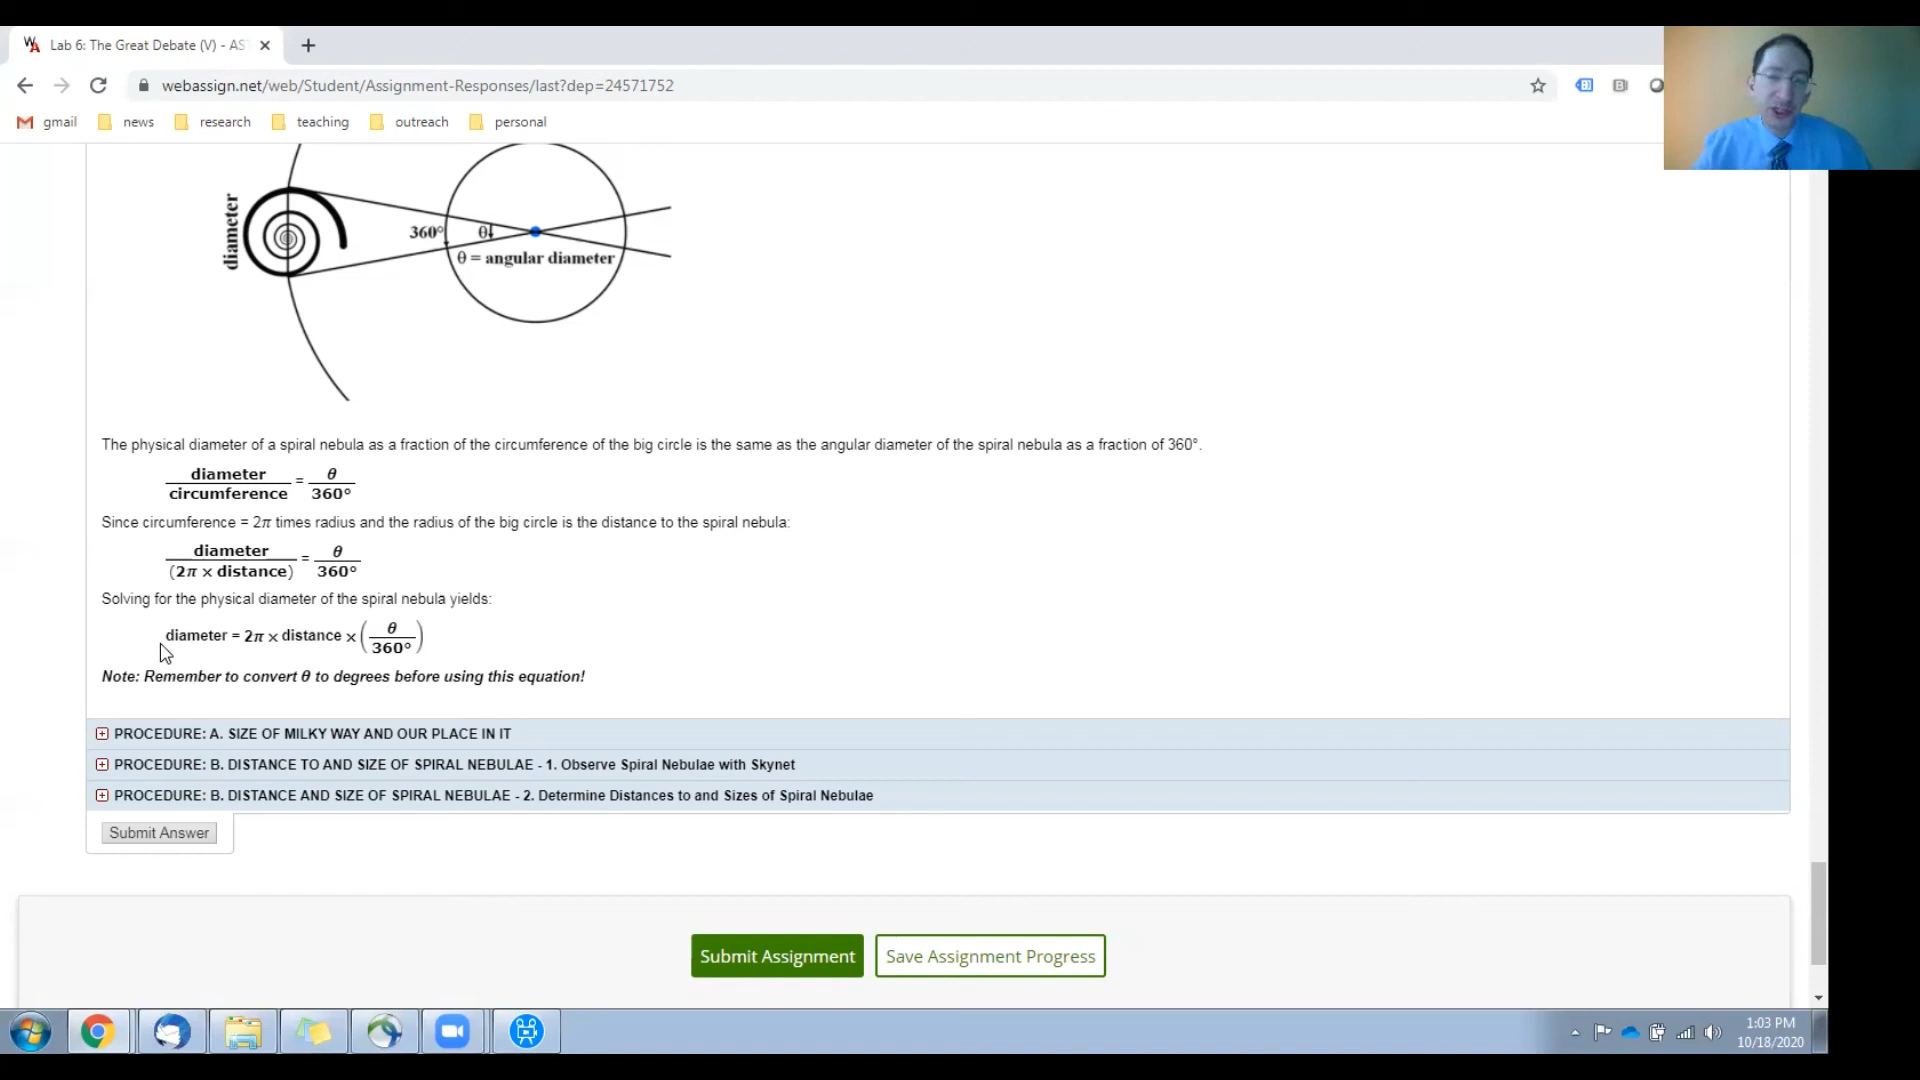 Lab 6: The Great Debate (V) - AS
webassign.net/web/Student/Assignment-Responses/last?dep=24571752
gmail news research teaching outreach personal
diameter
360° θ
θ = angular diameter
The physical diameter of a spiral nebula as a fraction of the circumference of the big circle is the same as the angular diameter of the spiral nebula as a fraction of 360°.
diameter / circumference = θ / 360°
Since circumference = 2π times radius and the radius of the big circle is the distance to the spiral nebula:
diameter / (2π × distance) = θ / 360°
Solving for the physical diameter of the spiral nebula yields:
diameter = 2π × distance × (θ / 360°)
Note: Remember to convert θ to degrees before using this equation!
PROCEDURE: A. SIZE OF MILKY WAY AND OUR PLACE IN IT
PROCEDURE: B. DISTANCE TO AND SIZE OF SPIRAL NEBULAE - 1. Observe Spiral Nebulae with Skynet
PROCEDURE: B. DISTANCE AND SIZE OF SPIRAL NEBULAE - 2. Determine Distances to and Sizes of Spiral Nebulae
Submit Answer
Submit Assignment Save Assignment Progress
1:03 PM
10/18/2020